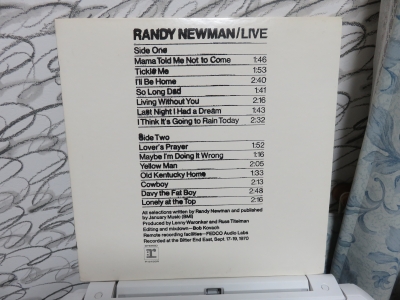 RANDY NEWMAN/LIVE
Side One
Mama Told Me Not to Come 1:46
Tickle Me 1:53
I'll Be Home 2:40
So Long Dad 1:41
Living Without You 2:16
Last Night I Had a Dream 1:43
I Think It's Going to Rain Today 2:32
Side Two
Lover's Prayer 1:52
Maybe I'm Doing It Wrong 1:16
Yellow Man 2:05
Old Kentucky Home 1:33
Cowboy 2:13
Davy the Fat Boy 2:48
Lonely at the Top 2:16
All selections written by Randy Newman and published
by January Music (BMI)
Produced by Lenny Waronker and Russ Titelman
Editing and mixdown – Bob Kovach
Remote recording facilities – FEDCO Audio Labs
Recorded at the Bitter End East, Sept. 17-19, 1970